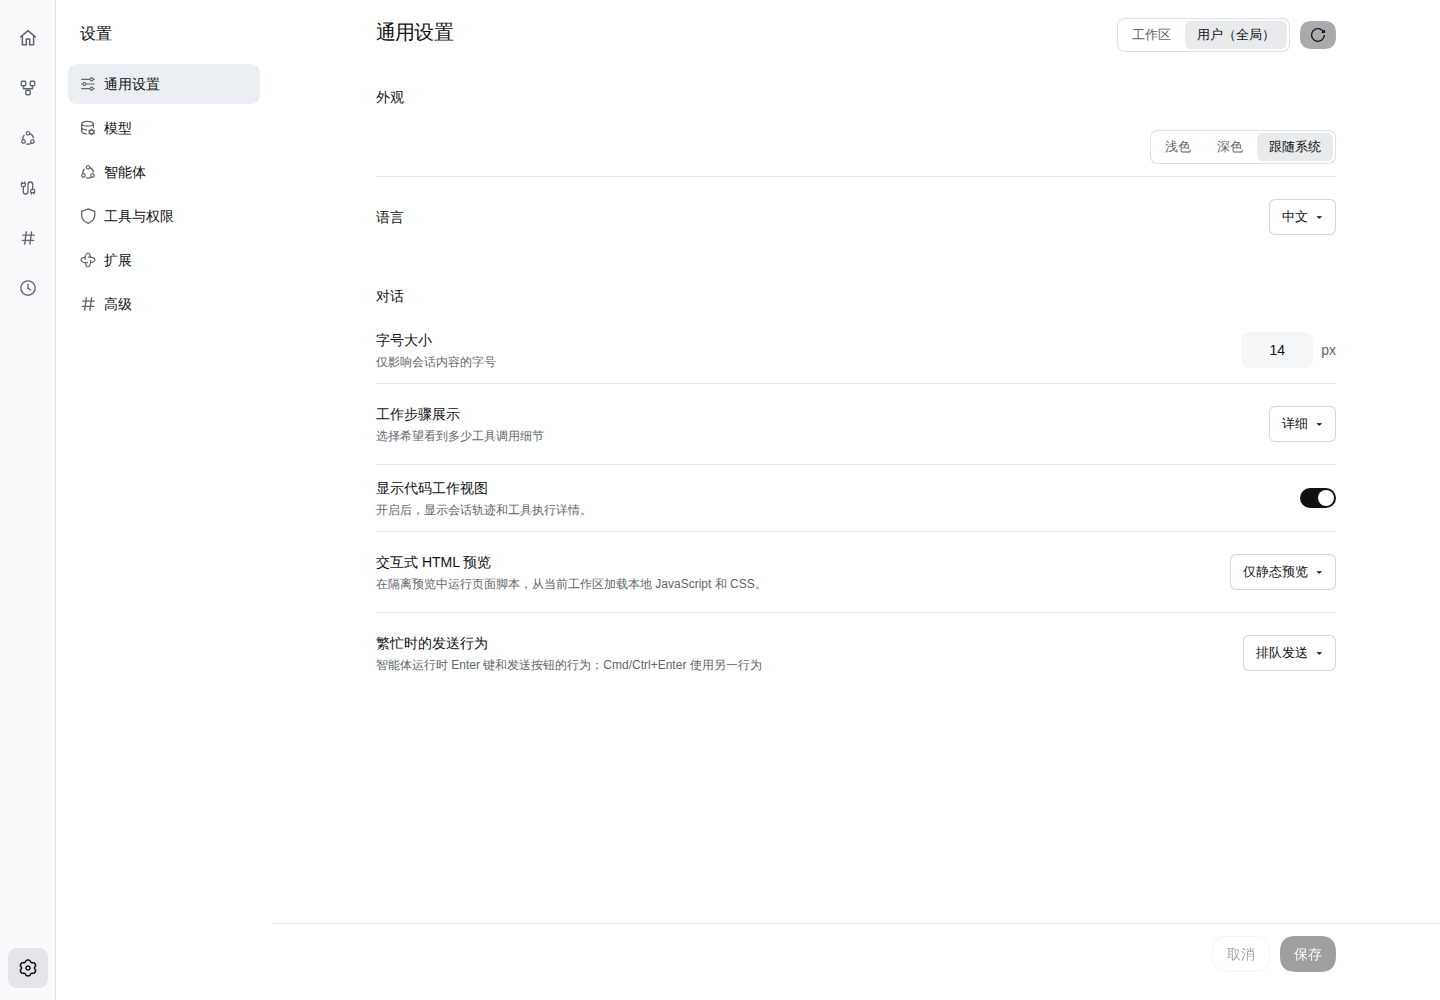 设置
通用设置
模型
智能体
工具与权限
扩展
高级
通用设置
工作区 用户（全局）
外观
浅色 深色 跟随系统
语言 中文
对话
字号大小
仅影响会话内容的字号
14 px
工作步骤展示
选择希望看到多少工具调用细节
详细
显示代码工作视图
开启后，显示会话轨迹和工具执行详情。
交互式 HTML 预览
在隔离预览中运行页面脚本，从当前工作区加载本地 JavaScript 和 CSS。
仅静态预览
繁忙时的发送行为
智能体运行时 Enter 键和发送按钮的行为；Cmd/Ctrl+Enter 使用另一行为
排队发送
取消 保存